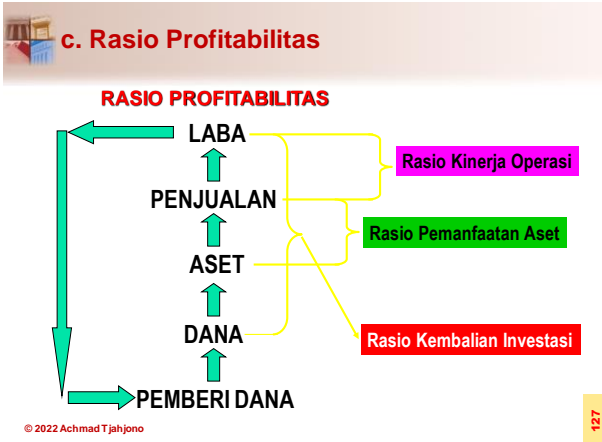 c. Rasio Profitabilitas
RASIO PROFITABILITAS
LABA
Rasio Kinerja Operasi
PENJUALAN
Rasio Pemanfaatan Aset
ASET
DANA
Rasio Kembalian Investasi
PEMBERI DANA
© 2022 Achmad Tjahjono
127